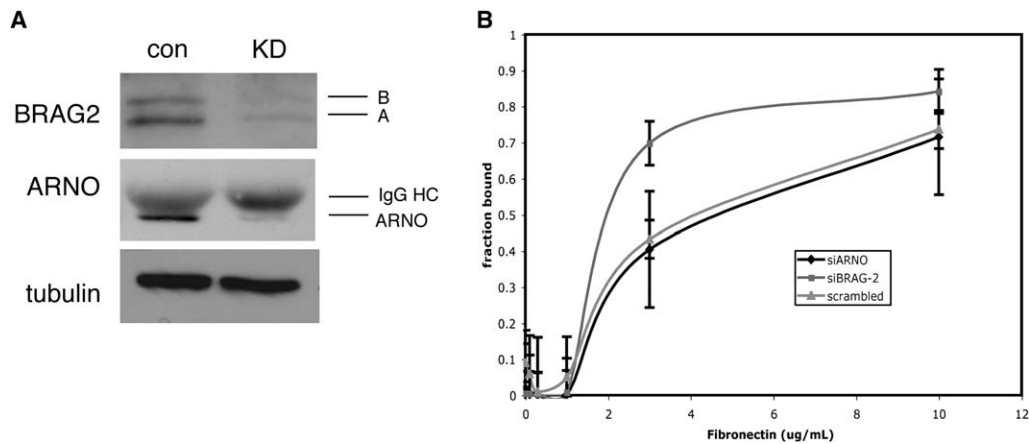 A
con KD
BRAG2
B
A
ARNO
IgG HC
ARNO
tubulin
B
fraction bound
1
0.9
0.8
0.7
0.6
0.5
0.4
0.3
0.2
0.1
0
0 2 4 6 8 10 12
Fibronectin (ug/mL)
siARNO
siBRAG-2
scrambled